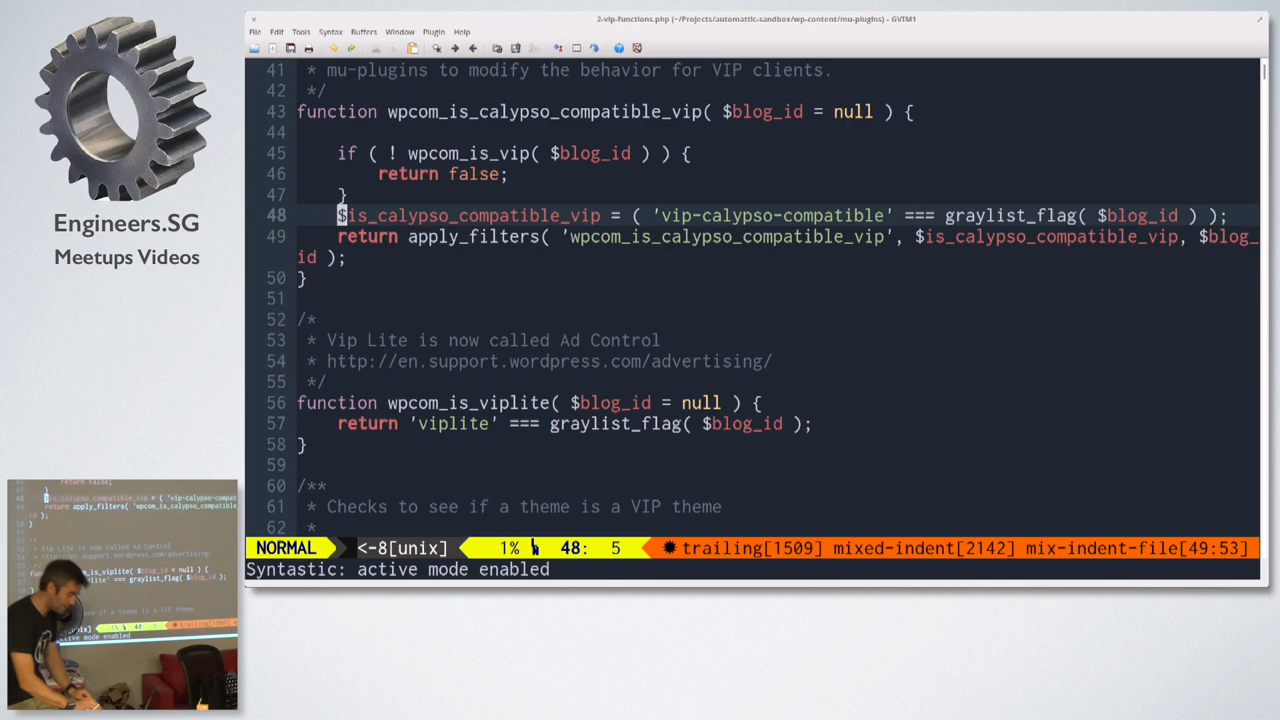 2-vip-functions.php (~/Projects/automattic-sandbox/wp-content/mu-plugins) - GVIM1
File Edit Tools Syntax Buffers Window Plugin Help
41 * mu-plugins to modify the behavior for VIP clients.
42 */
43 function wpcom_is_calypso_compatible_vip( $blog_id = null ) {
44
45 if ( ! wpcom_is_vip( $blog_id ) ) {
46 return false;
47 }
48 $is_calypso_compatible_vip = ( 'vip-calypso-compatible' === graylist_flag( $blog_id ) );
49 return apply_filters( 'wpcom_is_calypso_compatible_vip', $is_calypso_compatible_vip, $blog_
id );
50 }
51
52 /*
53 * Vip Lite is now called Ad Control
54 * http://en.support.wordpress.com/advertising/
55 */
56 function wpcom_is_viplite( $blog_id = null ) {
57 return 'viplite' === graylist_flag( $blog_id );
58 }
59
60 /**
61 * Checks to see if a theme is a VIP theme
62 *
NORMAL <-8[unix] 1% 48: 5 trailing[1509] mixed-indent[2142] mix-indent-file[49:53]
Syntastic: active mode enabled
Engineers.SG
Meetups Videos